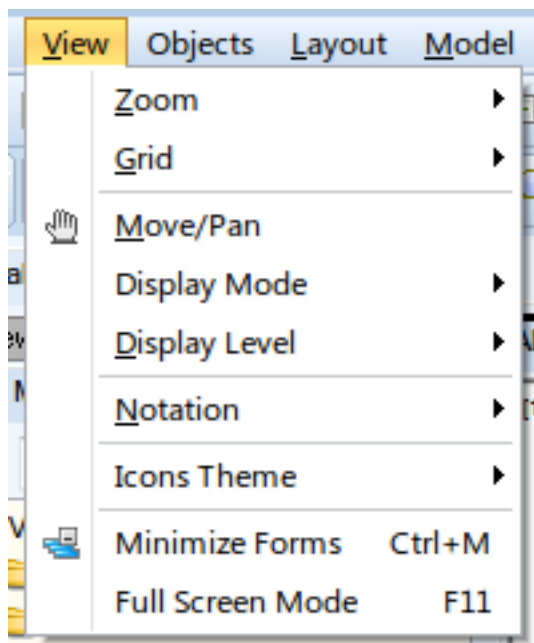 View Objects Layout Model
Zoom
Grid
Move/Pan
Display Mode
Display Level
Notation
Icons Theme
Minimize Forms Ctrl+M
Full Screen Mode F11